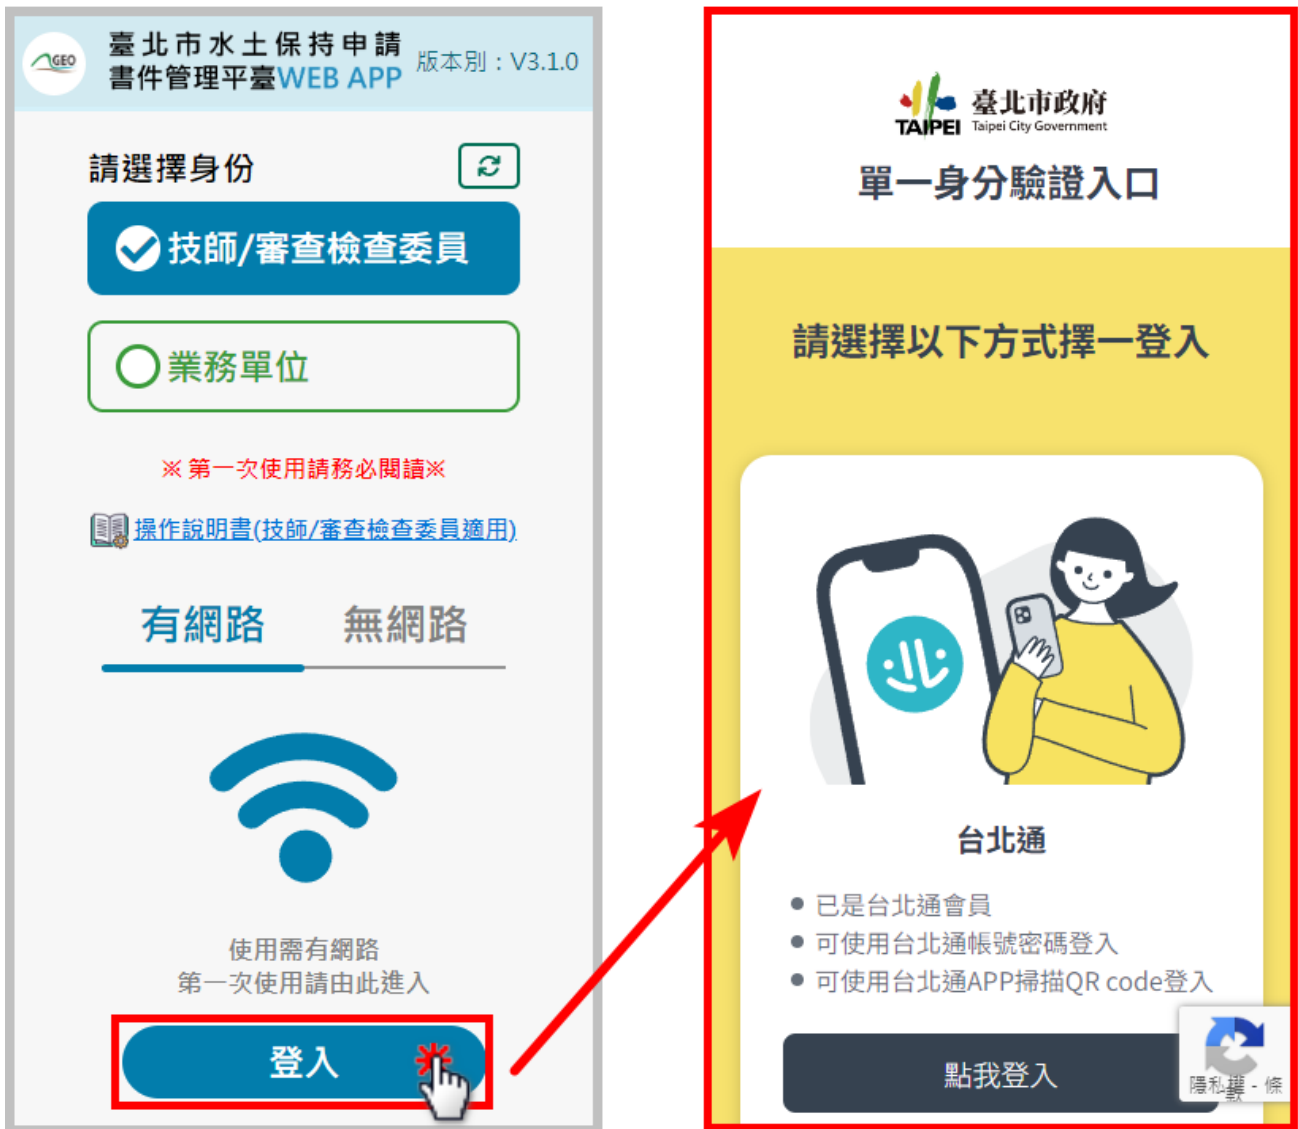 GEO
臺北市水土保持申請
書件管理平臺WEB APP
版本別：V3.1.0
請選擇身份
技師/審查檢查委員
業務單位
※第一次使用請務必閱讀※
操作說明書(技師/審查檢查委員適用)
有網路
無網路
使用需有網路
第一次使用請由此進入
登入
TAIPEI
臺北市政府
Taipei City Government
單一身分驗證入口
請選擇以下方式擇一登入
台北通
已是台北通會員
可使用台北通帳號密碼登入
可使用台北通APP掃描QR code登入
點我登入
隱私權 - 條
款